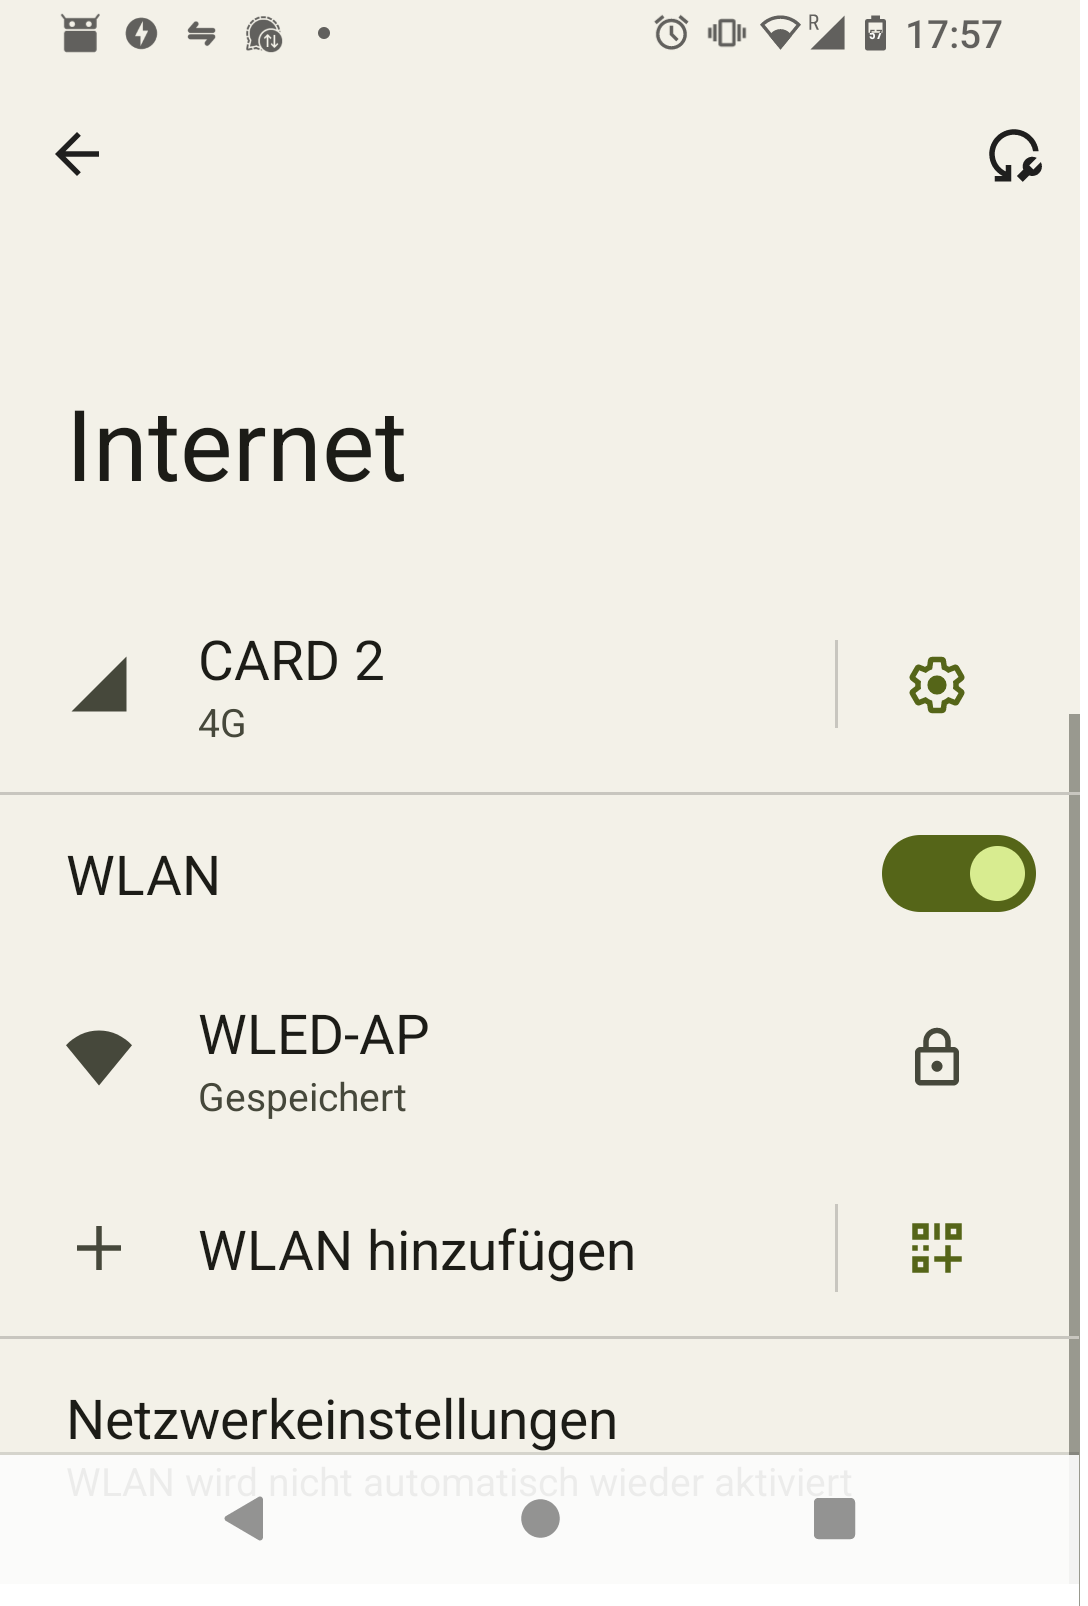 R
57
17:57
Internet
CARD 2
4G
WLAN
WLED-AP
Gespeichert
WLAN hinzufügen
Netzwerkeinstellungen
WLAN wird nicht automatisch wieder aktiviert